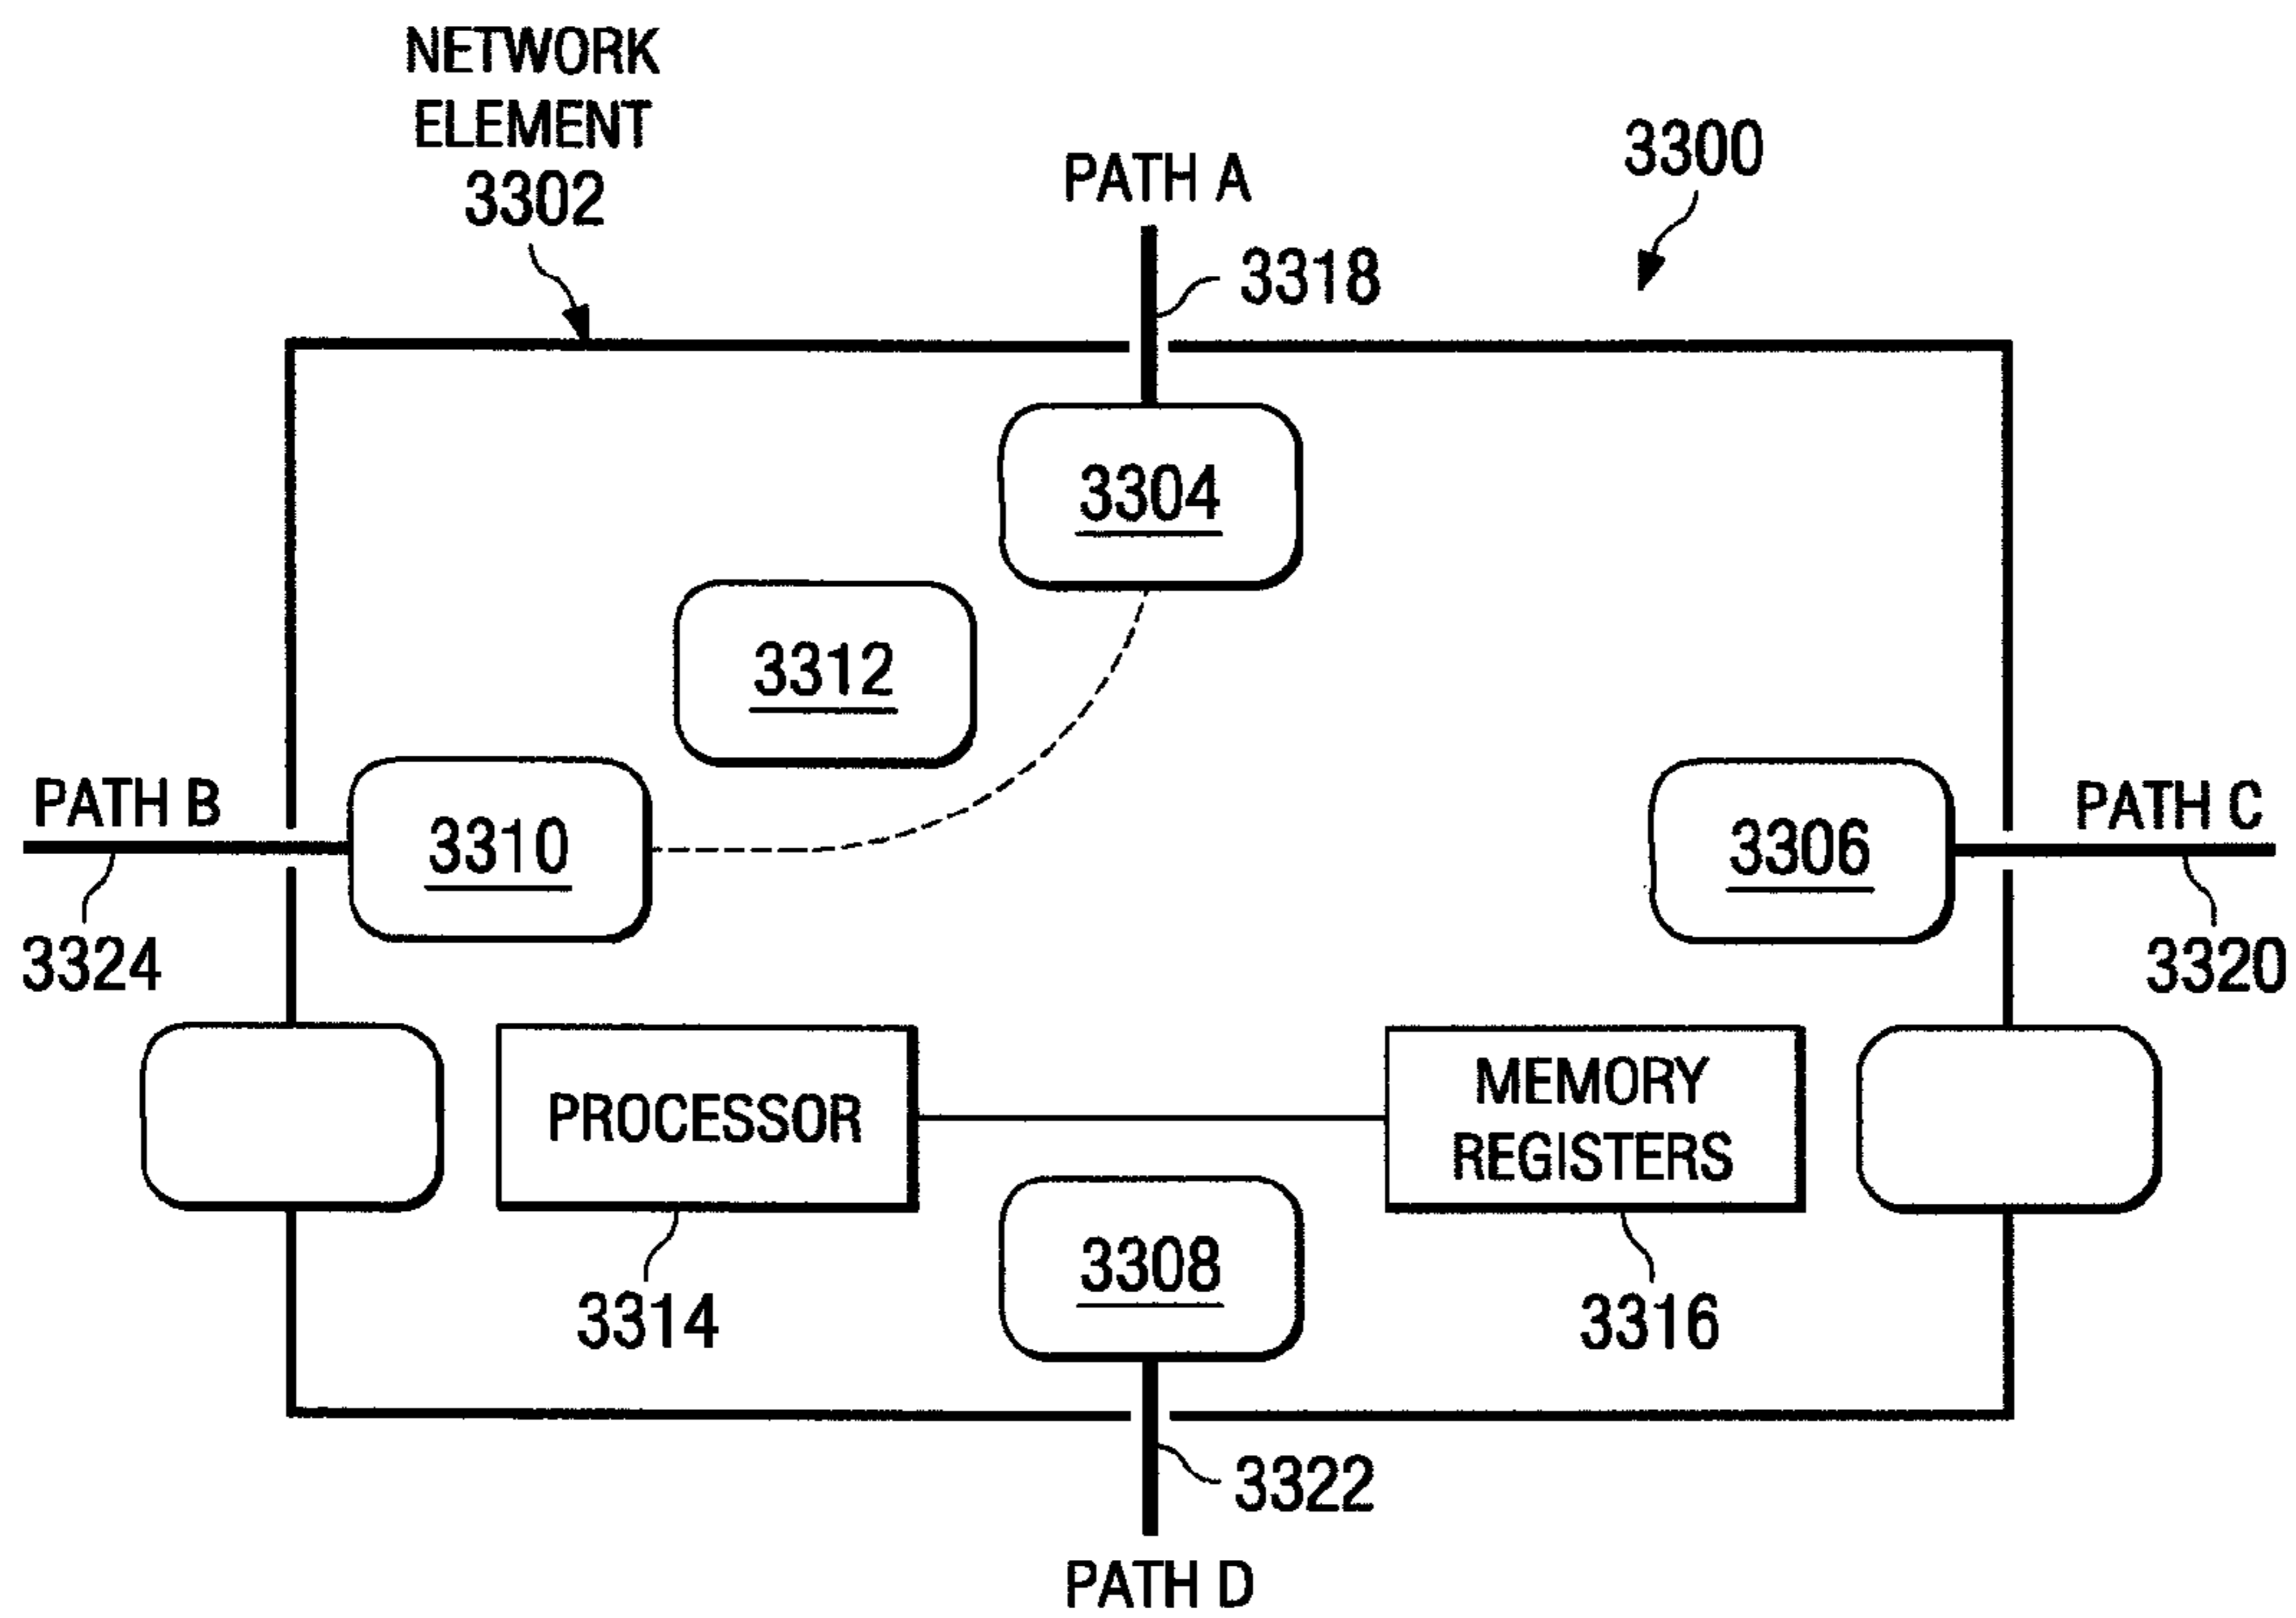 NETWORK
ELEMENT
3302
PATH A
3300
3318
3304
3312
PATH B
3310
3306
PATH C
3324
3320
PROCESSOR
MEMORY
REGISTERS
3308
3314
3316
3322
PATH D